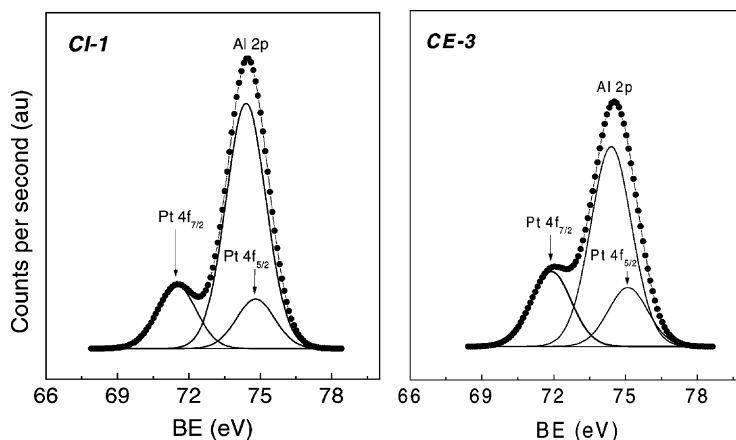 CI-1
Al 2p
Pt 4f7/2
Pt 4f5/2
Counts per second (au)
66 69 72 75 78
BE (eV)
CE-3
Al 2p
Pt 4f7/2
Pt 4f5/2
66 69 72 75 78
BE (eV)